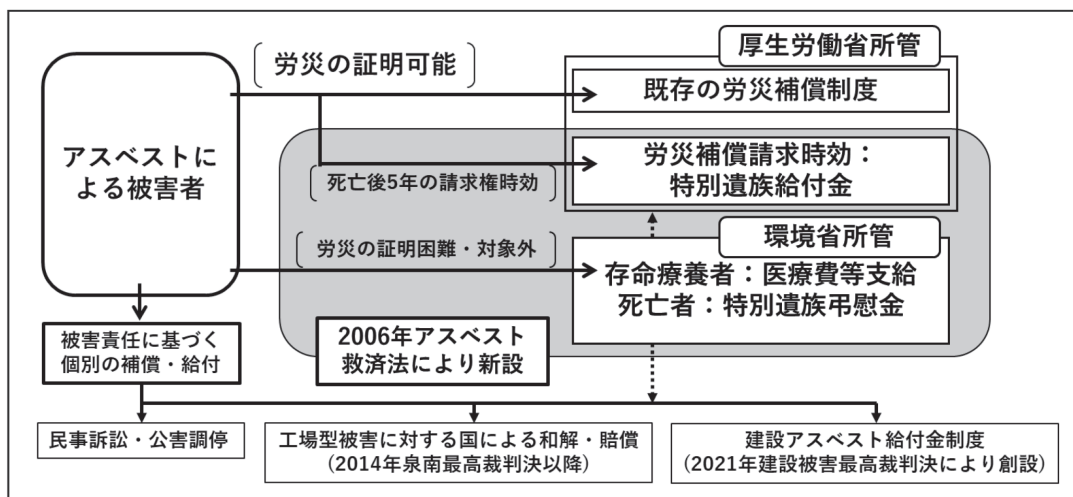 厚生労働省所管
労災の証明可能
既存の労災補償制度
アスベストに
よる被害者
労災補償請求時効：
特別遺族給付金
死亡後5年の請求権時効
環境省所管
労災の証明困難・対象外
存命療養者：医療費等支給
死亡者：特別遺族弔慰金
2006年アスベスト
救済法により新設
被害責任に基づく
個別の補償・給付
民事訴訟・公害調停
工場型被害に対する国による和解・賠償
(2014年泉南最高裁判決以降)
建設アスベスト給付金制度
(2021年建設被害最高裁判決により創設)